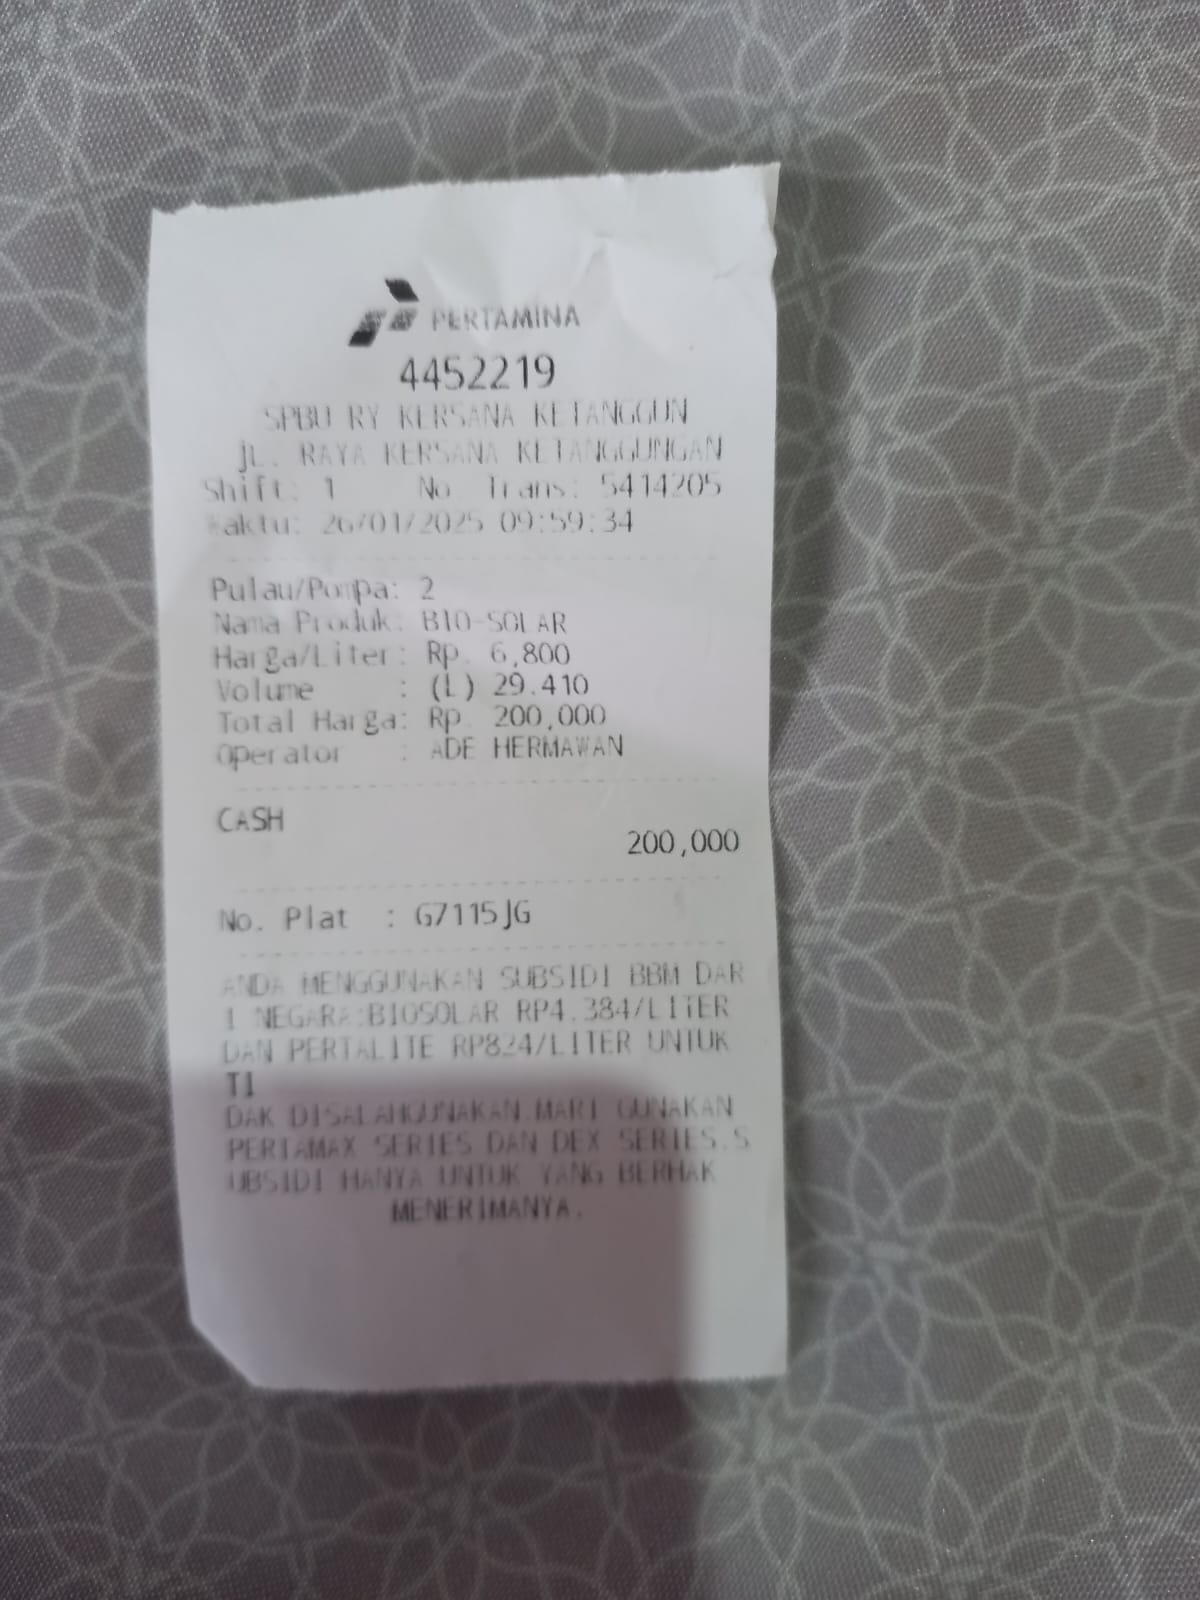 PERTAMINA
4452219
SPBU RY KERSANA KETANGGUN
jL. RAYA KERSANA KETANGGUNGAN
Shift: 1 No. Trans: 5414205
Waktu: 26/01/2025 09:59:34
Pulau/Pompa: 2
Nama Produk: BIO-SOLAR
Harga/Liter: Rp. 6,800
Volume : (L) 29.410
Total Harga: Rp. 200,000
Operator : ADE HERMAWAN
CASH
200,000
No. Plat : G7115JG
ANDA MENGGUNAKAN SUBSIDI BBM DAR
I NEGARA:BIOSOLAR RP4.384/LITER
DAN PERTALITE RP824/LITER UNTUK
TI
DAK DISALAHGUNAKAN.MARI GUNAKAN
PERTAMAX SERIES DAN DEX SERIES.S
UBSIDI HANYA UNTUK YANG BERHAK
MENERIMANYA.